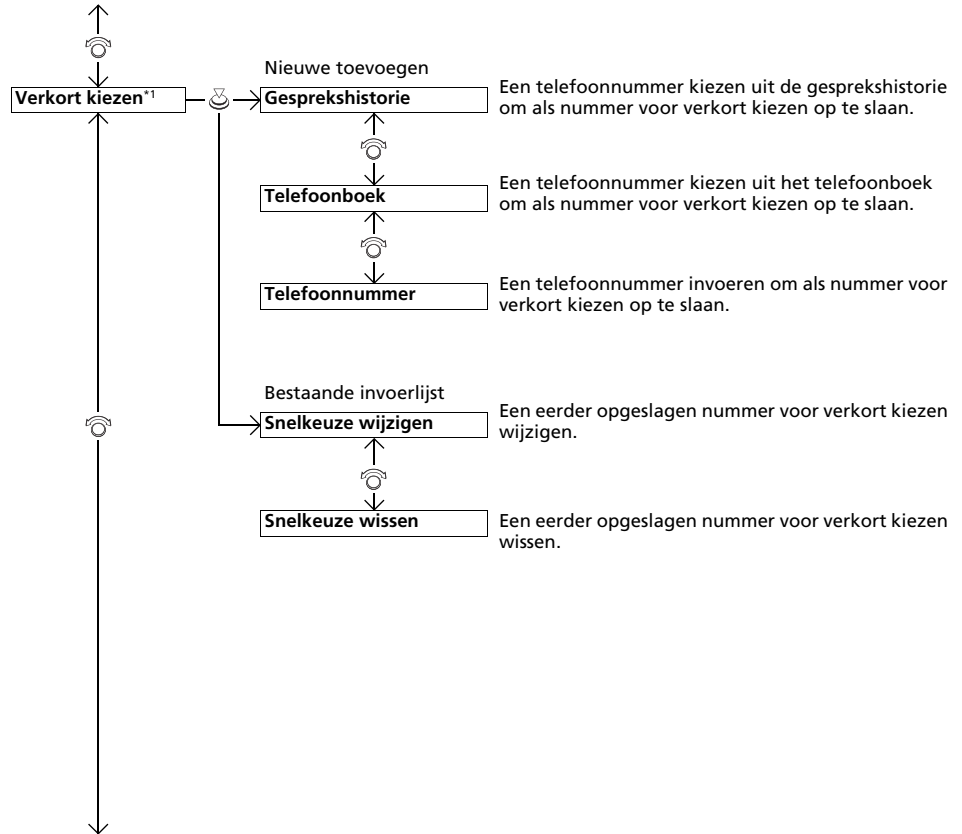 Nieuwe toevoegen
Verkort kiezen*1
Gesprekshistorie
Een telefoonnummer kiezen uit de gesprekshistorie
om als nummer voor verkort kiezen op te slaan.
Telefoonboek
Een telefoonnummer kiezen uit het telefoonboek
om als nummer voor verkort kiezen op te slaan.
Telefoonnummer
Een telefoonnummer invoeren om als nummer voor
verkort kiezen op te slaan.
Bestaande invoerlijst
Snelkeuze wijzigen
Een eerder opgeslagen nummer voor verkort kiezen
wijzigen.
Snelkeuze wissen
Een eerder opgeslagen nummer voor verkort kiezen
wissen.